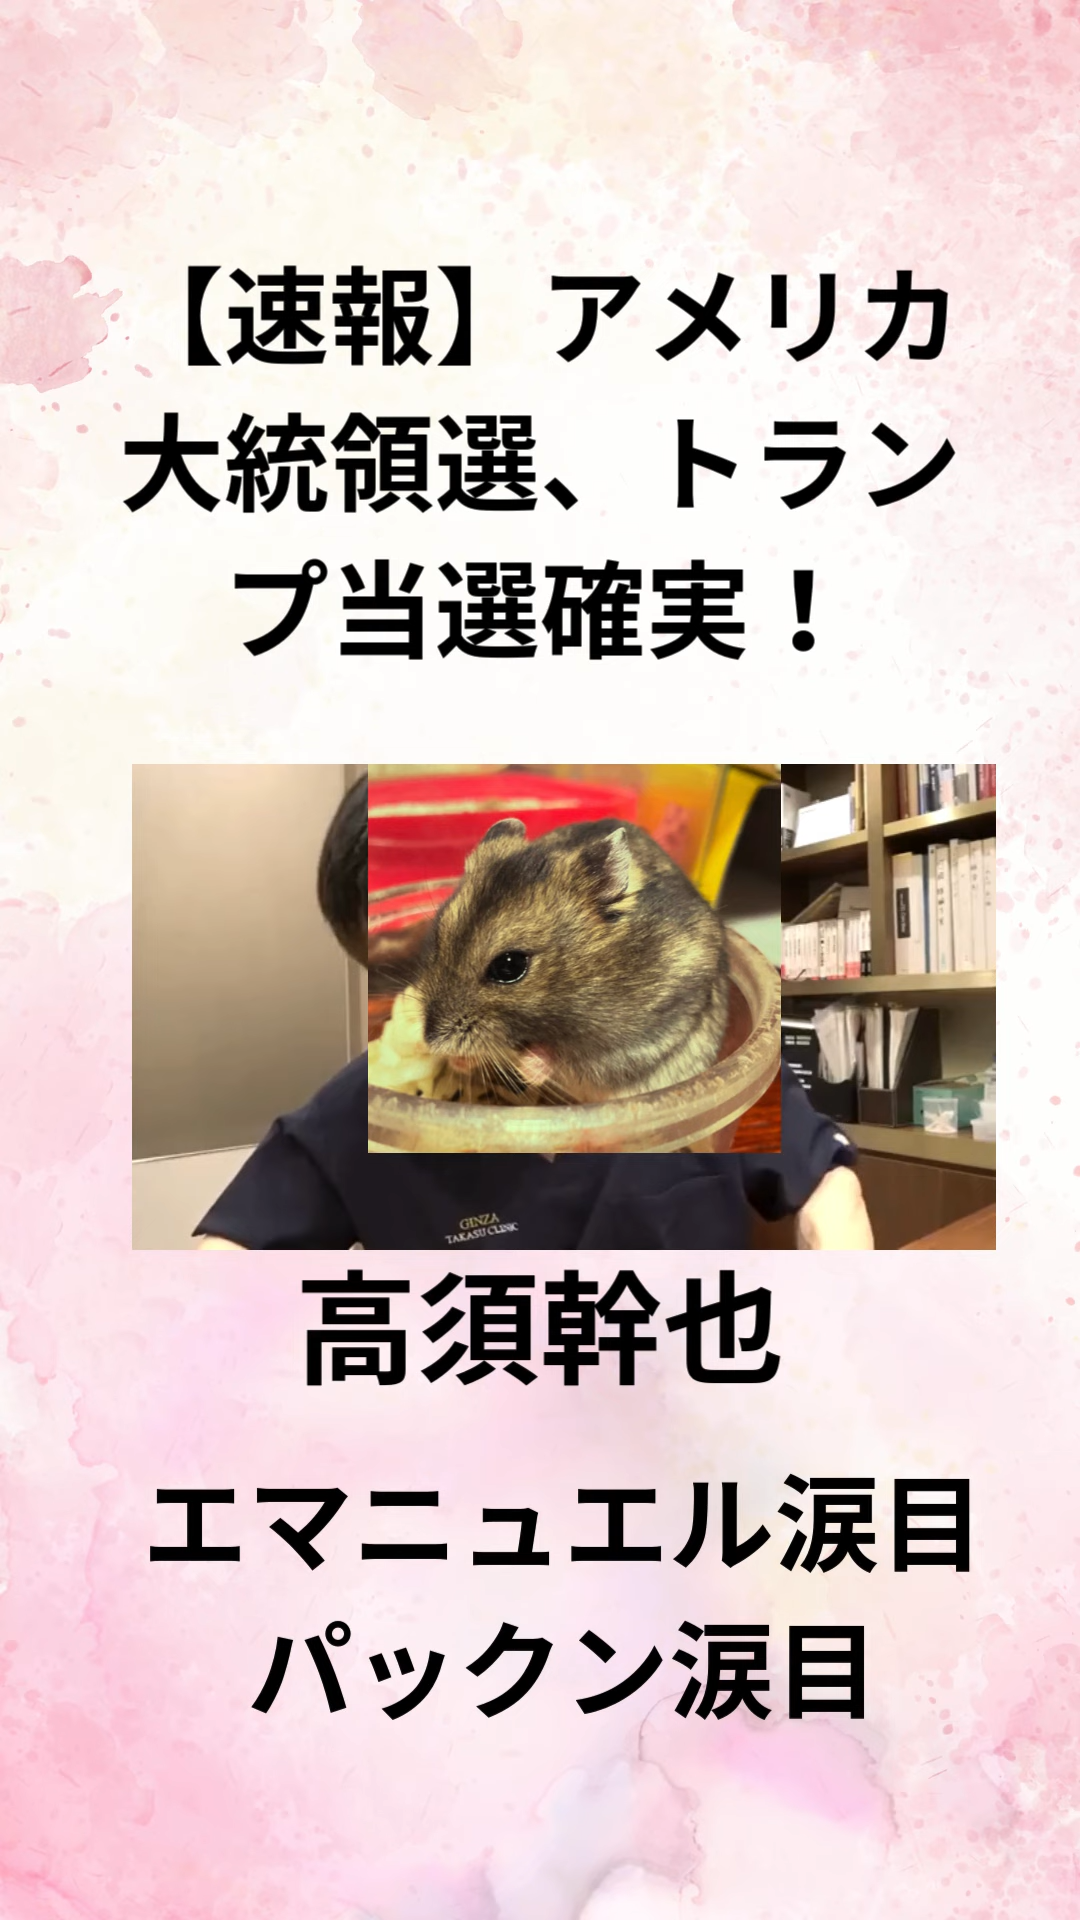 【速報】アメリカ
大統領選、トラン
プ当選確実！
GINZA
TAKASU CLINIC
高須幹也
エマニュエル涙目
パックン涙目